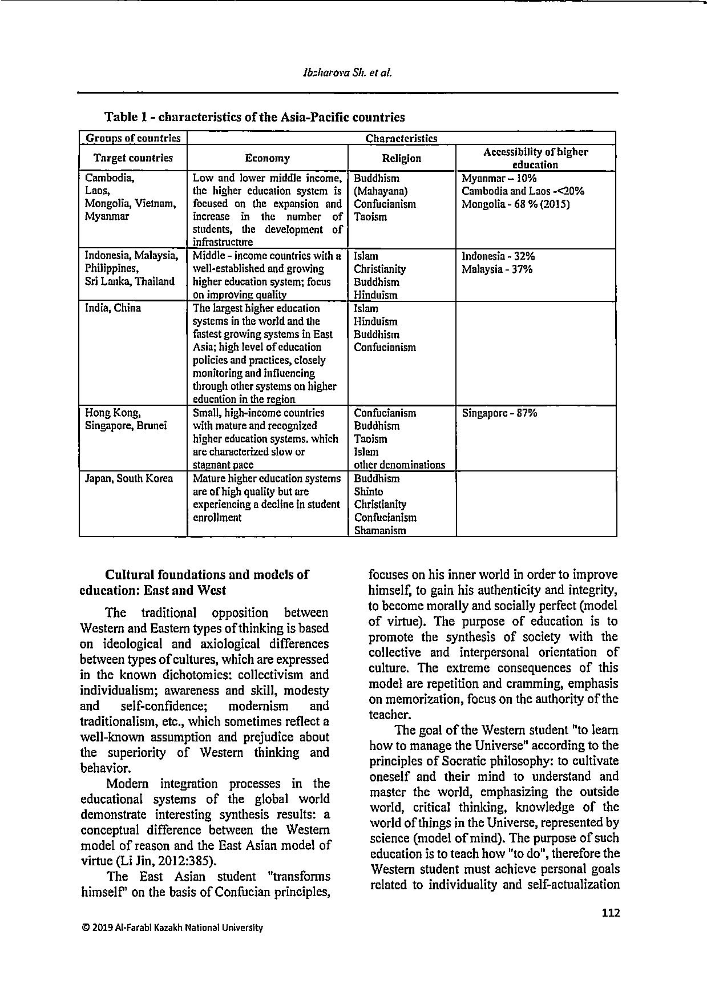 Ibzharova Sh. et al.
Table 1 - characteristics of the Asia-Pacific countries
Groups of countries
Characteristics
Target countries
Economy
Religion
Accessibility of higher
education
Cambodia,
Laos,
Mongolia, Vietnam,
Myanmar
Low and lower middle income,
the higher education system is
focused on the expansion and
increase in the number of
students, the development of
infrastructure
Buddhism
(Mahayana)
Confucianism
Taoism
Myanmar – 10%
Cambodia and Laos -<20%
Mongolia - 68 % (2015)
Indonesia, Malaysia,
Philippines,
Sri Lanka, Thailand
Middle - income countries with a
well-established and growing
higher education system; focus
on improving quality
Islam
Christianity
Buddhism
Hinduism
Indonesia - 32%
Malaysia - 37%
India, China
The largest higher education
systems in the world and the
fastest growing systems in East
Asia; high level of education
policies and practices, closely
monitoring and influencing
through other systems on higher
education in the region
Islam
Hinduism
Buddhism
Confucianism
Hong Kong,
Singapore, Brunei
Small, high-income countries
with mature and recognized
higher education systems. which
are characterized slow or
stagnant pace
Confucianism
Buddhism
Taoism
Islam
other denominations
Singapore - 87%
Japan, South Korea
Mature higher education systems
are of high quality but are
experiencing a decline in student
enrollment
Buddhism
Shinto
Christianity
Confucianism
Shamanism
Cultural foundations and models of
education: East and West
The traditional opposition between
Western and Eastern types of thinking is based
on ideological and axiological differences
between types of cultures, which are expressed
in the known dichotomies: collectivism and
individualism; awareness and skill, modesty
and self-confidence; modernism and
traditionalism, etc., which sometimes reflect a
well-known assumption and prejudice about
the superiority of Western thinking and
behavior.
Modern integration processes in the
educational systems of the global world
demonstrate interesting synthesis results: a
conceptual difference between the Western
model of reason and the East Asian model of
virtue (Li Jin, 2012:385).
The East Asian student "transforms
himself" on the basis of Confucian principles,
focuses on his inner world in order to improve
himself, to gain his authenticity and integrity,
to become morally and socially perfect (model
of virtue). The purpose of education is to
promote the synthesis of society with the
collective and interpersonal orientation of
culture. The extreme consequences of this
model are repetition and cramming, emphasis
on memorization, focus on the authority of the
teacher.
The goal of the Western student "to learn
how to manage the Universe" according to the
principles of Socratic philosophy: to cultivate
oneself and their mind to understand and
master the world, emphasizing the outside
world, critical thinking, knowledge of the
world of things in the Universe, represented by
science (model of mind). The purpose of such
education is to teach how "to do", therefore the
Western student must achieve personal goals
related to individuality and self-actualization
112
© 2019 Al-Farabi Kazakh National University